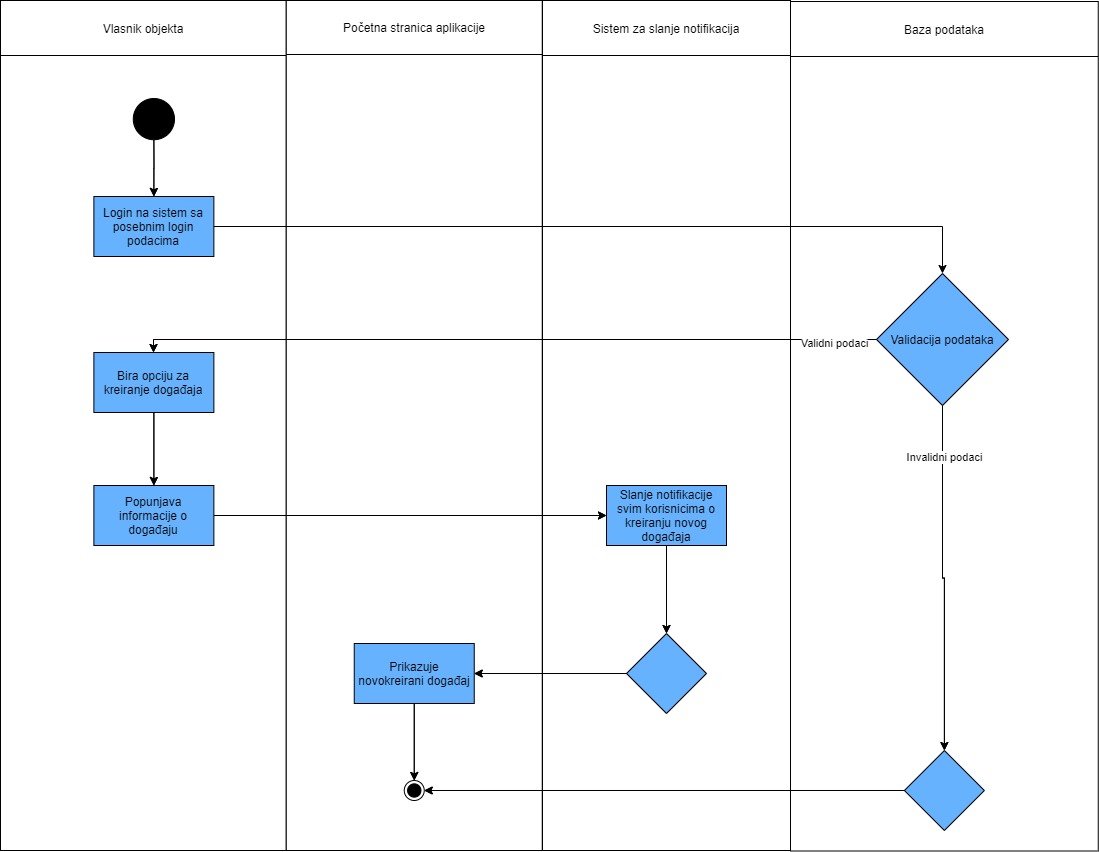 Vlasnik objekta
Početna stranica aplikacije
Sistem za slanje notifikacija
Baza podataka
Login na sistem sa
posebnim login
podacima
Validacija podataka
Validni podaci
Bira opciju za
kreiranje događaja
Invalidni podaci
Popunjava
informacije o
događaju
Slanje notifikacije
svim korisnicima o
kreiranju novog
događaja
Prikazuje
novokreirani događaj